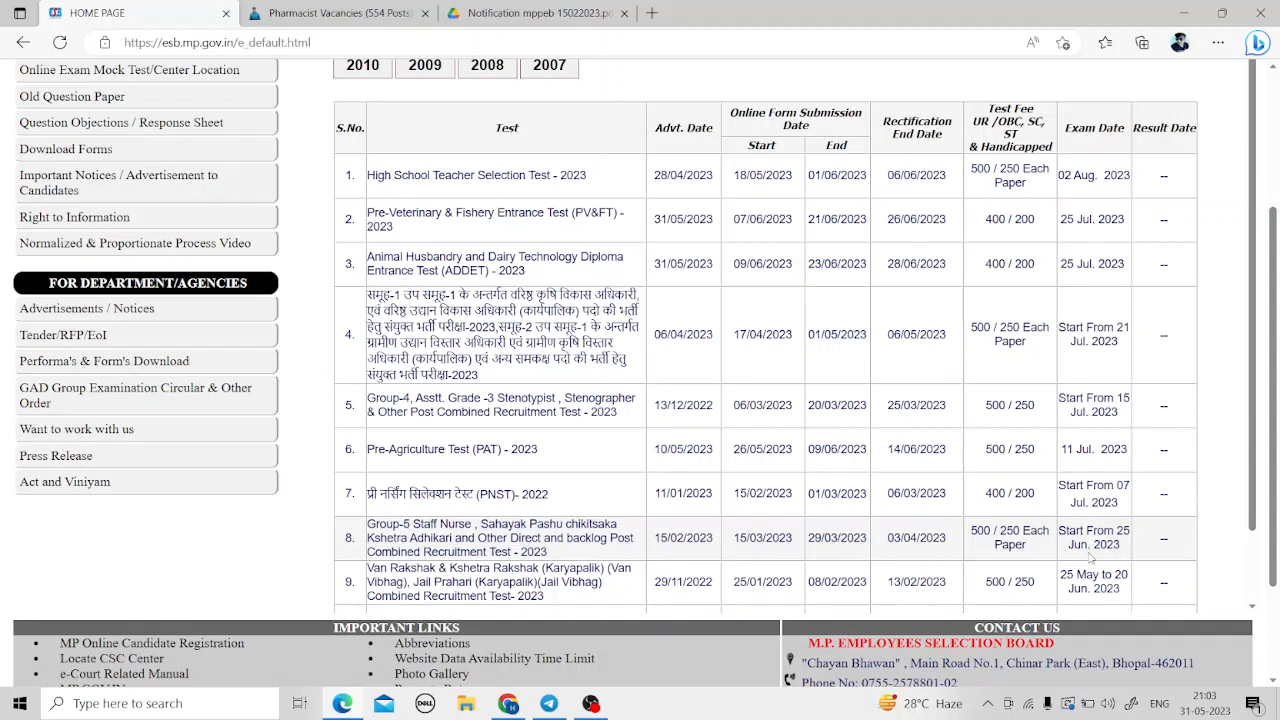 HOME PAGE
Pharmacist Vacancies (554 Posts)
Notification mppeb 15022023.pd
https://esb.mp.gov.in/e_default.html
Online Exam Mock Test/Center Location
Old Question Paper
Question Objections / Response Sheet
Download Forms
Important Notices / Advertisement to
Candidates
Right to Information
Normalized & Proportionate Process Video
FOR DEPARTMENT/AGENCIES
Advertisements / Notices
Tender/RFP/EoI
Performa's & Form's Download
GAD Group Examination Circular & Other
Order
Want to work with us
Press Release
Act and Viniyam
2010 2009 2008 2007
S.No. Test Advt. Date Online Form Submission Date Start End Rectification End Date Test Fee UR /OBC, SC, ST & Handicapped Exam Date Result Date
1. High School Teacher Selection Test - 2023 28/04/2023 18/05/2023 01/06/2023 06/06/2023 500 / 250 Each Paper 02 Aug. 2023 --
2. Pre-Veterinary & Fishery Entrance Test (PV&FT) - 2023 31/05/2023 07/06/2023 21/06/2023 26/06/2023 400 / 200 25 Jul. 2023 --
3. Animal Husbandry and Dairy Technology Diploma Entrance Test (ADDET) - 2023 31/05/2023 09/06/2023 23/06/2023 28/06/2023 400 / 200 25 Jul. 2023 --
4. समूह-1 उप समूह-1 के अन्तर्गत वरिष्ठ कृषि विकास अधिकारी, एवं वरिष्ठ उद्यान विकास अधिकारी (कार्यपालिक) पदो की भर्ती हेतु संयुक्त भर्ती परीक्षा-2023,समूह-2 उप समूह-1 के अन्तर्गत ग्रामीण उद्यान विस्तार अधिकारी एवं ग्रामीण कृषि विस्तार अधिकारी (कार्यपालिक) एवं अन्य समकक्ष पदो की भर्ती हेतु संयुक्त भर्ती परीक्षा-2023 06/04/2023 17/04/2023 01/05/2023 06/05/2023 500 / 250 Each Paper Start From 21 Jul. 2023 --
5. Group-4, Asstt. Grade -3 Stenotypist , Stenographer & Other Post Combined Recruitment Test - 2023 13/12/2022 06/03/2023 20/03/2023 25/03/2023 500 / 250 Start From 15 Jul. 2023 --
6. Pre-Agriculture Test (PAT) - 2023 10/05/2023 26/05/2023 09/06/2023 14/06/2023 500 / 250 11 Jul. 2023 --
7. प्री नर्सिंग सिलेक्शन टेस्ट (PNST)- 2022 11/01/2023 15/02/2023 01/03/2023 06/03/2023 400 / 200 Start From 07 Jul. 2023 --
8. Group-5 Staff Nurse , Sahayak Pashu chikitsaka Kshetra Adhikari and Other Direct and backlog Post Combined Recruitment Test - 2023 15/02/2023 15/03/2023 29/03/2023 03/04/2023 500 / 250 Each Paper Start From 25 Jun. 2023 --
9. Van Rakshak & Kshetra Rakshak (Karyapalik) (Van Vibhag), Jail Prahari (Karyapalik)(Jail Vibhag) Combined Recruitment Test- 2023 29/11/2022 25/01/2023 08/02/2023 13/02/2023 500 / 250 25 May to 20 Jun. 2023 --
IMPORTANT LINKS
MP Online Candidate Registration
Locate CSC Center
e-Court Related Manual
Abbreviations
Website Data Availability Time Limit
Photo Gallery
CONTACT US
M.P. EMPLOYEES SELECTION BOARD
"Chayan Bhawan" , Main Road No.1, Chinar Park (East), Bhopal-462011
Phone No: 0755-2578801-02
Type here to search
DELL
28°C Haze
ENG
21:03
31-05-2023